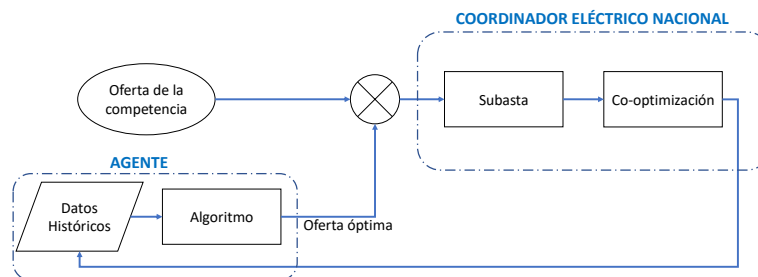 COORDINADOR ELÉCTRICO NACIONAL
Oferta de la
competencia
Subasta
Co-optimización
AGENTE
Datos
Históricos
Algoritmo
Oferta óptima